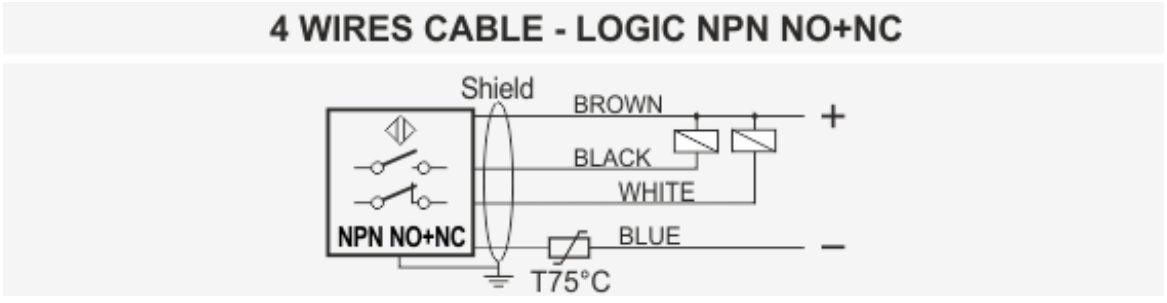 4 WIRES CABLE - LOGIC NPN NO+NC
Shield
BROWN
+
BLACK
WHITE
NPN NO+NC
BLUE
–
T75°C